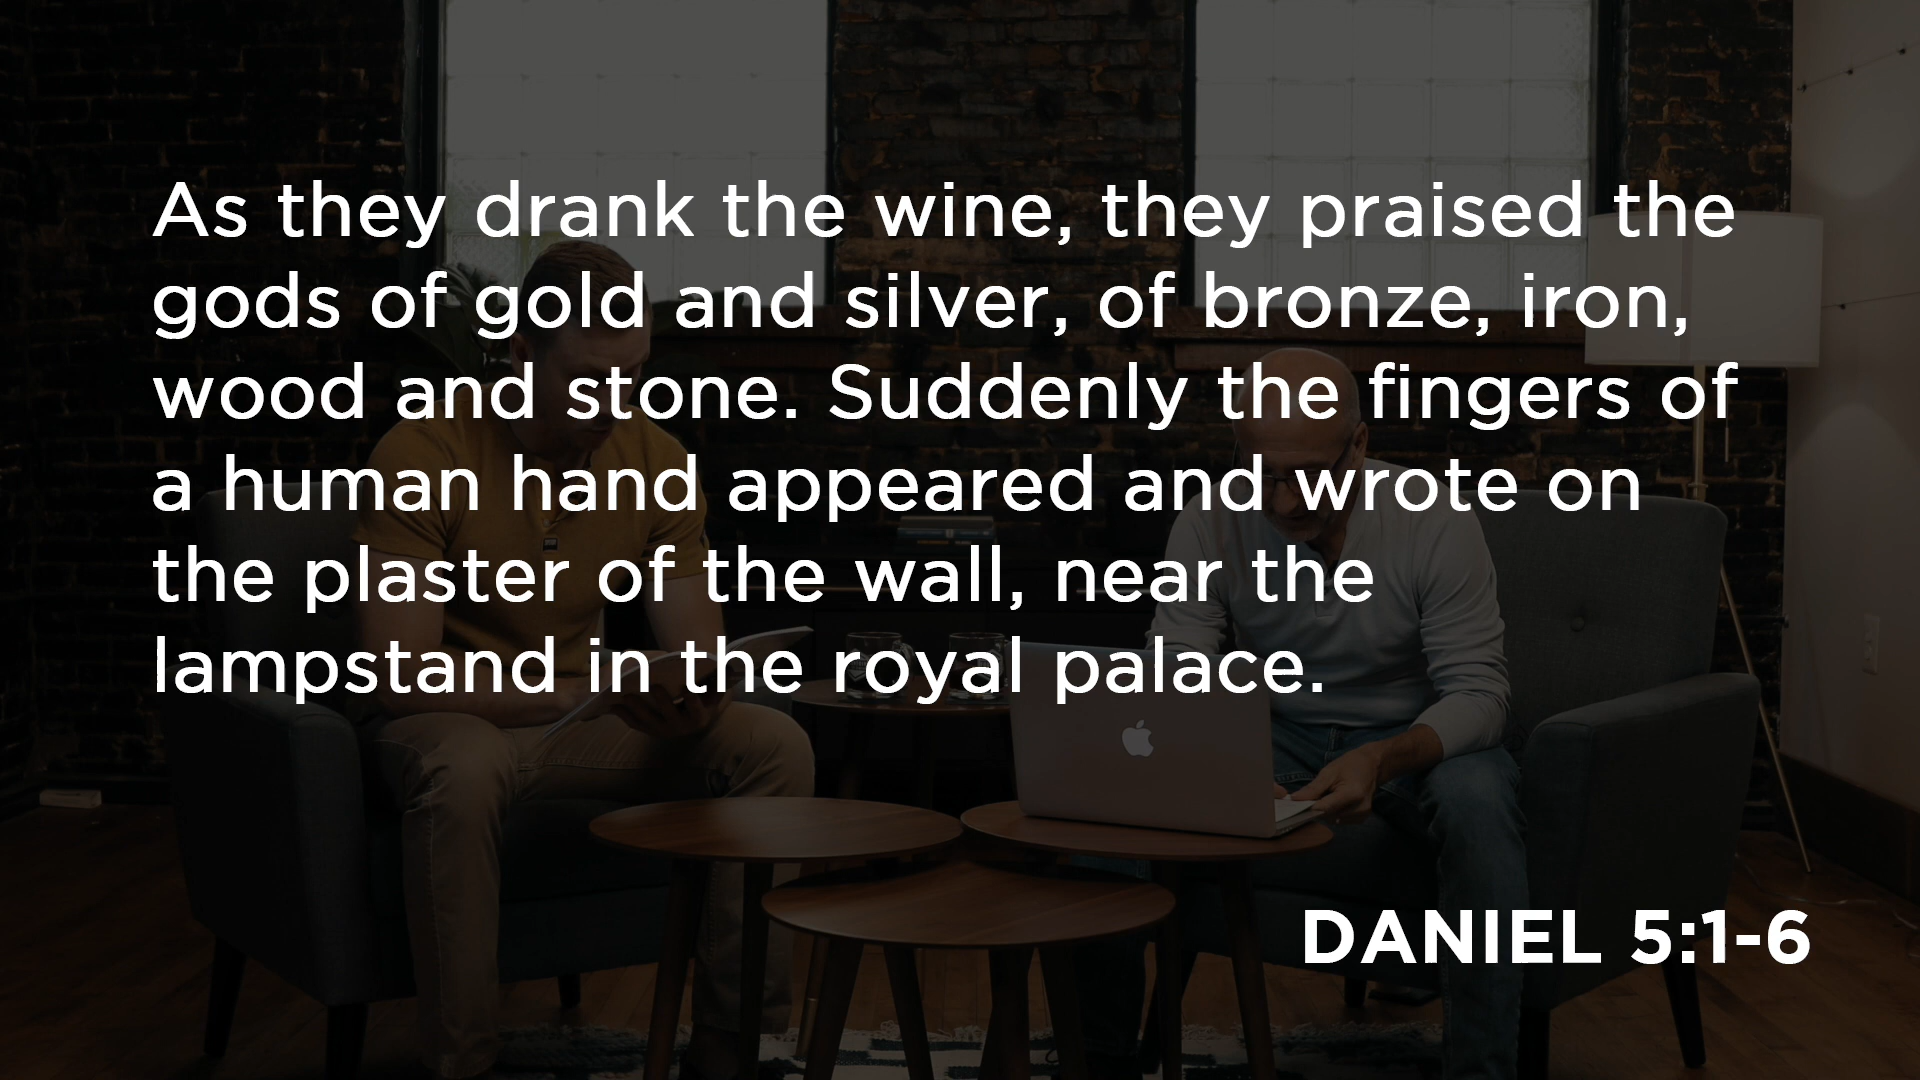 As they drank the wine, they praised the
gods of gold and silver, of bronze, iron,
wood and stone. Suddenly the fingers of
a human hand appeared and wrote on
the plaster of the wall, near the
lampstand in the royal palace.
DANIEL 5:1-6